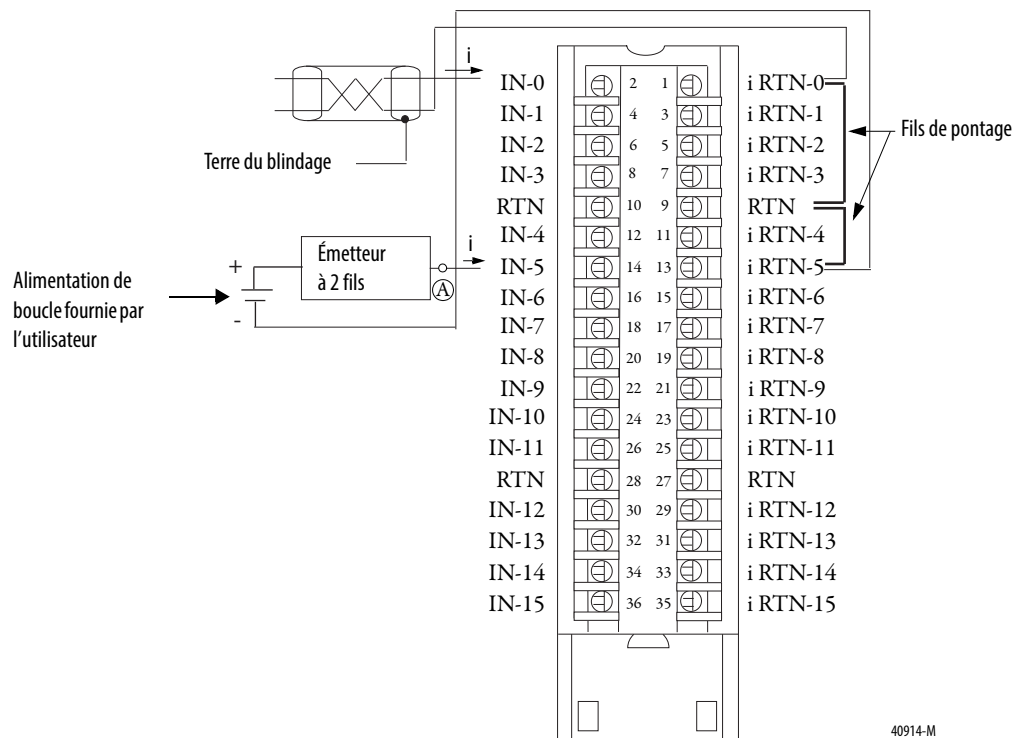 i
IN-0 2 1 i RTN-0
IN-1 4 3 i RTN-1
IN-2 6 5 i RTN-2
Fils de pontage
Terre du blindage
IN-3 8 7 i RTN-3
RTN 10 9 RTN
IN-4 12 11 i RTN-4
i
Émetteur
à 2 fils
+
-
A
IN-5 14 13 i RTN-5
Alimentation de
boucle fournie par
l'utilisateur
IN-6 16 15 i RTN-6
IN-7 18 17 i RTN-7
IN-8 20 19 i RTN-8
IN-9 22 21 i RTN-9
IN-10 24 23 i RTN-10
IN-11 26 25 i RTN-11
RTN 28 27 RTN
IN-12 30 29 i RTN-12
IN-13 32 31 i RTN-13
IN-14 34 33 i RTN-14
IN-15 36 35 i RTN-15
40914-M